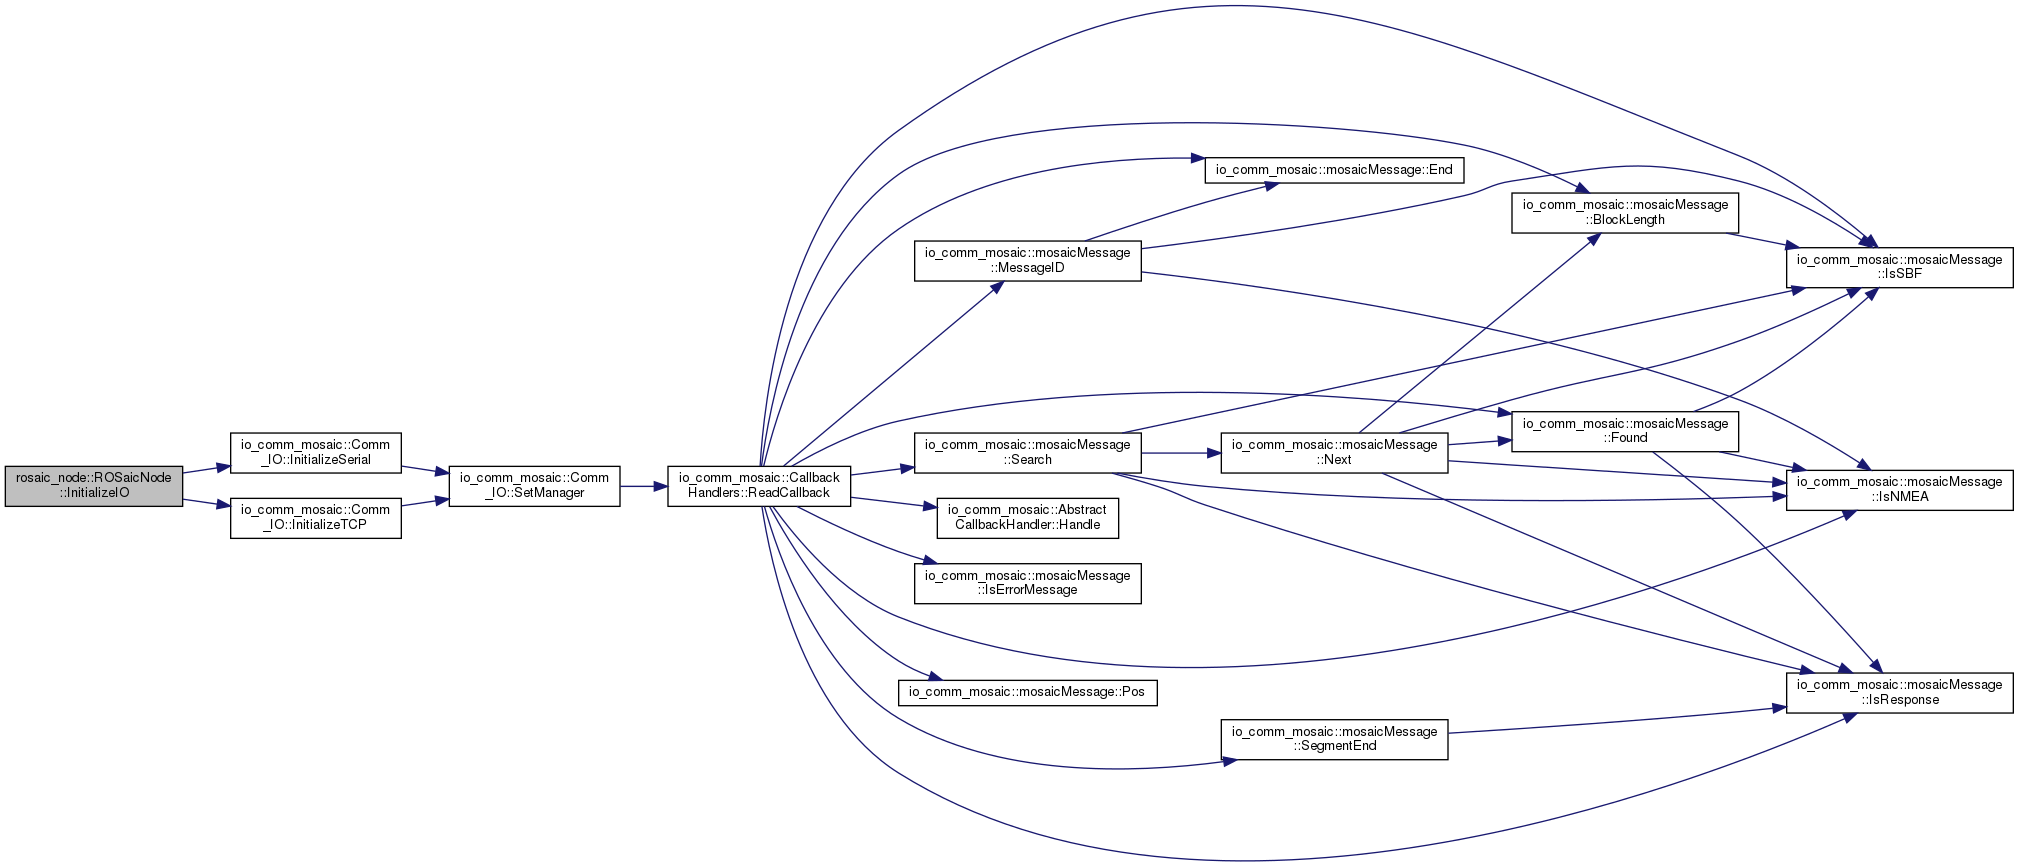 rosaic_node::ROSaicNode
::InitializeIO
io_comm_mosaic::Comm
_IO::InitializeSerial
io_comm_mosaic::Comm
_IO::InitializeTCP
io_comm_mosaic::Comm
_IO::SetManager
io_comm_mosaic::Callback
Handlers::ReadCallback
io_comm_mosaic::mosaicMessage
::MessageID
io_comm_mosaic::mosaicMessage
::Search
io_comm_mosaic::Abstract
CallbackHandler::Handle
io_comm_mosaic::mosaicMessage
::IsErrorMessage
io_comm_mosaic::mosaicMessage::Pos
io_comm_mosaic::mosaicMessage::End
io_comm_mosaic::mosaicMessage
::Next
io_comm_mosaic::mosaicMessage
::SegmentEnd
io_comm_mosaic::mosaicMessage
::BlockLength
io_comm_mosaic::mosaicMessage
::Found
io_comm_mosaic::mosaicMessage
::IsSBF
io_comm_mosaic::mosaicMessage
::IsNMEA
io_comm_mosaic::mosaicMessage
::IsResponse